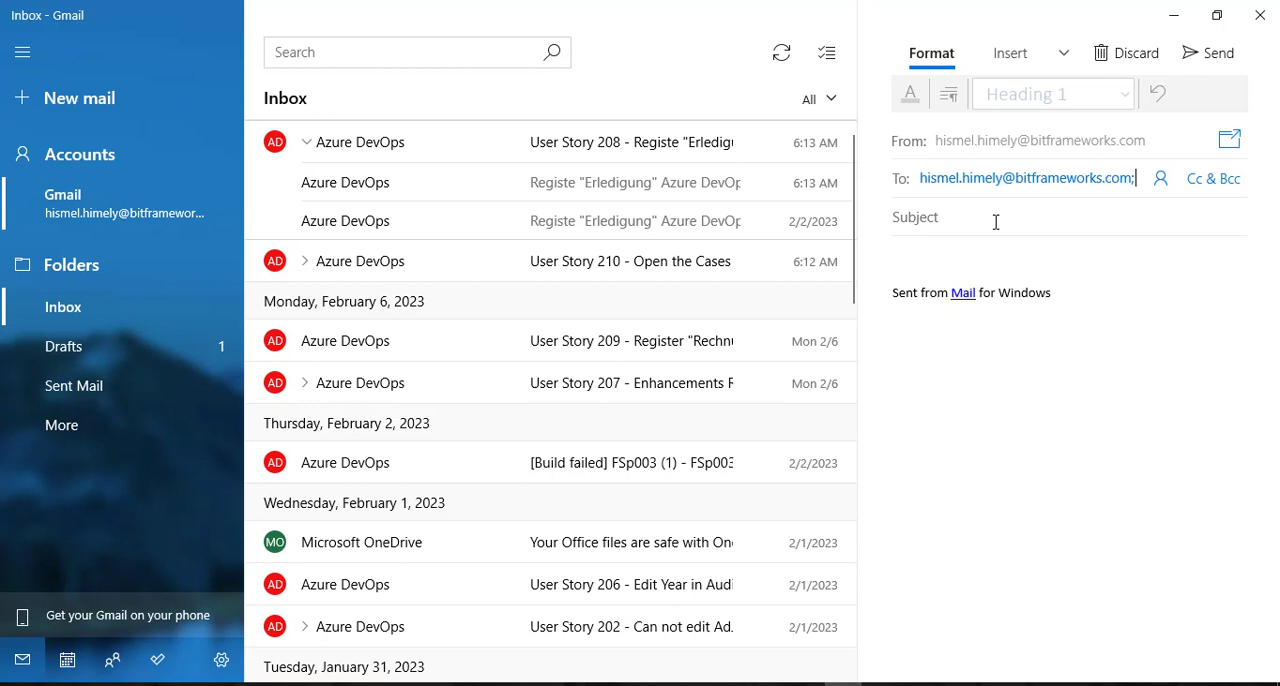 Inbox - Gmail
New mail
Accounts
Gmail
hismel.himely@bitframewor...
Folders
Inbox
Drafts 1
Sent Mail
More
Get your Gmail on your phone
Search
Inbox All
AD Azure DevOps User Story 208 - Registe "Erledigu 6:13 AM
Azure DevOps Registe "Erledigung" Azure DevOp 6:13 AM
Azure DevOps Registe "Erledigung" Azure DevOp 2/2/2023
AD Azure DevOps User Story 210 - Open the Cases 6:12 AM
Monday, February 6, 2023
AD Azure DevOps User Story 209 - Register "Rechnu Mon 2/6
AD Azure DevOps User Story 207 - Enhancements F Mon 2/6
Thursday, February 2, 2023
AD Azure DevOps [Build failed] FSp003 (1) - FSp003 2/2/2023
Wednesday, February 1, 2023
MO Microsoft OneDrive Your Office files are safe with One 2/1/2023
AD Azure DevOps User Story 206 - Edit Year in Audi 2/1/2023
AD Azure DevOps User Story 202 - Can not edit Ad. 2/1/2023
Tuesday, January 31, 2023
Format Insert Discard Send
A Heading 1
From: hismel.himely@bitframeworks.com
To: hismel.himely@bitframeworks.com; Cc & Bcc
Subject
Sent from Mail for Windows